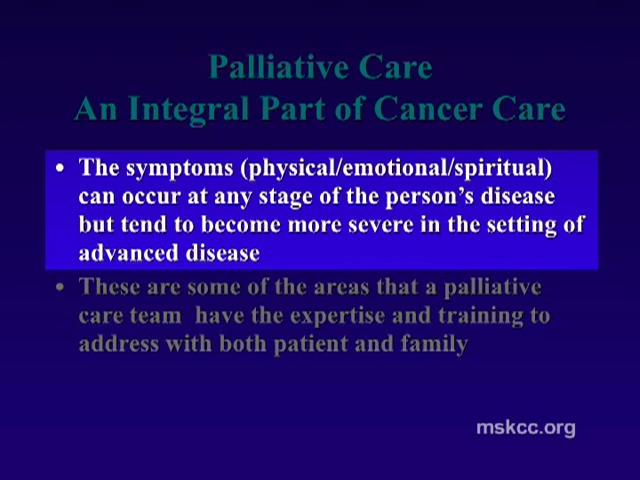 Palliative Care
An Integral Part of Cancer Care
• The symptoms (physical/emotional/spiritual)
can occur at any stage of the person's disease
but tend to become more severe in the setting of
advanced disease
• These are some of the areas that a palliative
care team have the expertise and training to
address with both patient and family
mskcc.org